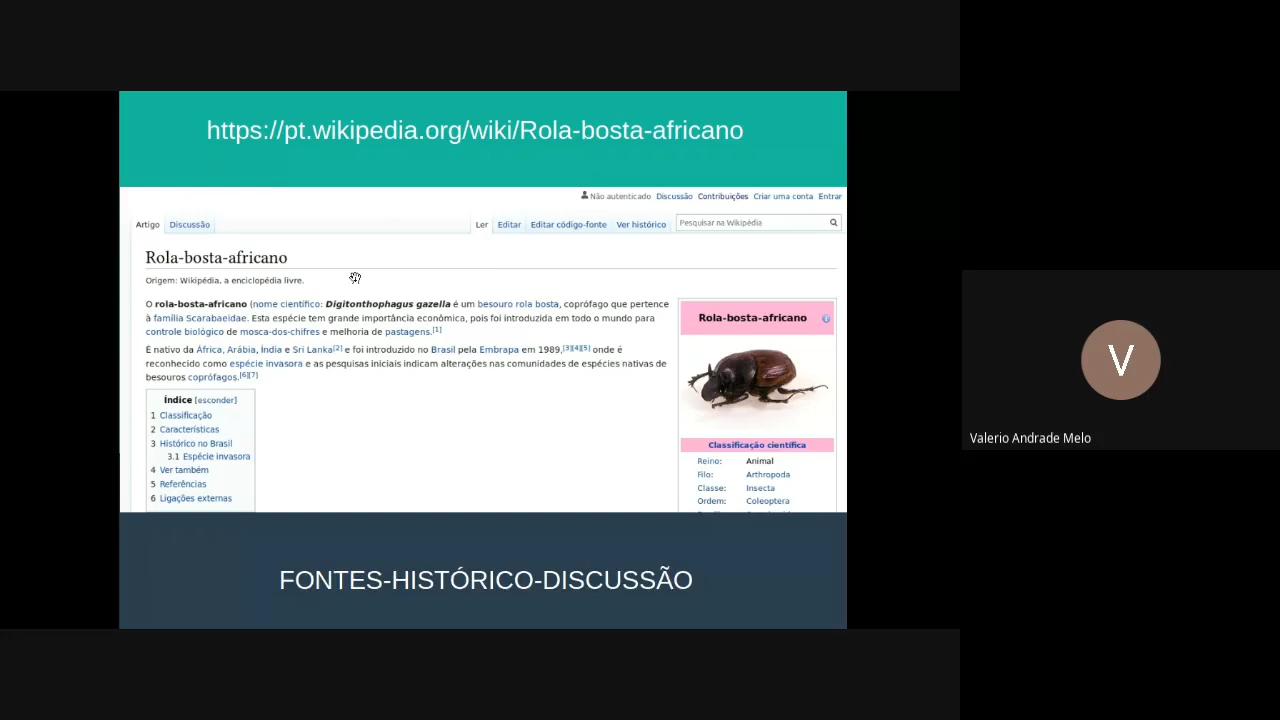 https://pt.wikipedia.org/wiki/Rola-bosta-africano
Não autenticado Discussão Contribuições Criar uma conta Entrar
Artigo Discussão Ler Editar Editar código-fonte Ver histórico Pesquisar na Wikipédia
Rola-bosta-africano
Origem: Wikipédia, a enciclopédia livre.
O rola-bosta-africano (nome científico: Digitonthophagus gazella é um besouro rola bosta, coprófago que pertence
à família Scarabaeidae. Esta espécie tem grande importância econômica, pois foi introduzida em todo o mundo para
controle biológico de mosca-dos-chifres e melhoria de pastagens.[1]
É nativo da África, Arábia, Índia e Sri Lanka[2] e foi introduzido no Brasil pela Embrapa em 1989,[3][4][5] onde é
reconhecido como espécie invasora e as pesquisas iniciais indicam alterações nas comunidades de espécies nativas de
besouros coprófagos.[6][7]
Índice [esconder]
1 Classificação
2 Características
3 Histórico no Brasil
3.1 Espécie invasora
4 Ver também
5 Referências
6 Ligações externas
Rola-bosta-africano
Classificação científica
Reino: Animal
Filo: Arthropoda
Classe: Insecta
Ordem: Coleoptera
FONTES-HISTÓRICO-DISCUSSÃO
V
Valerio Andrade Melo